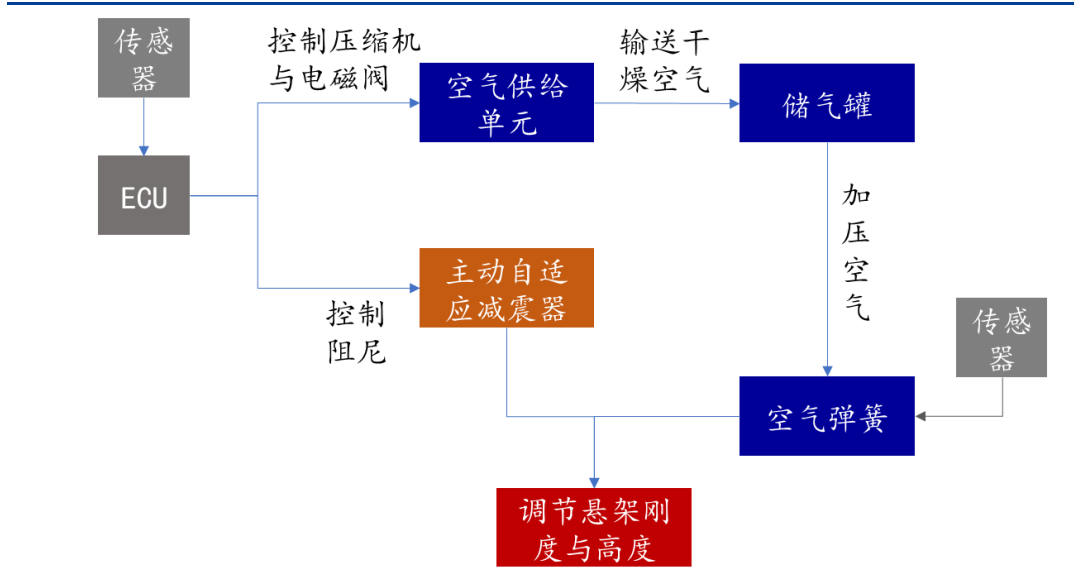 传感
器
控制压缩机
与电磁阀
空气供给
单元
输送干
燥空气
储气罐
ECU
加
压
空
气
主动自适
应减震器
控制
阻尼
传感
器
空气弹簧
调节悬架刚
度与高度